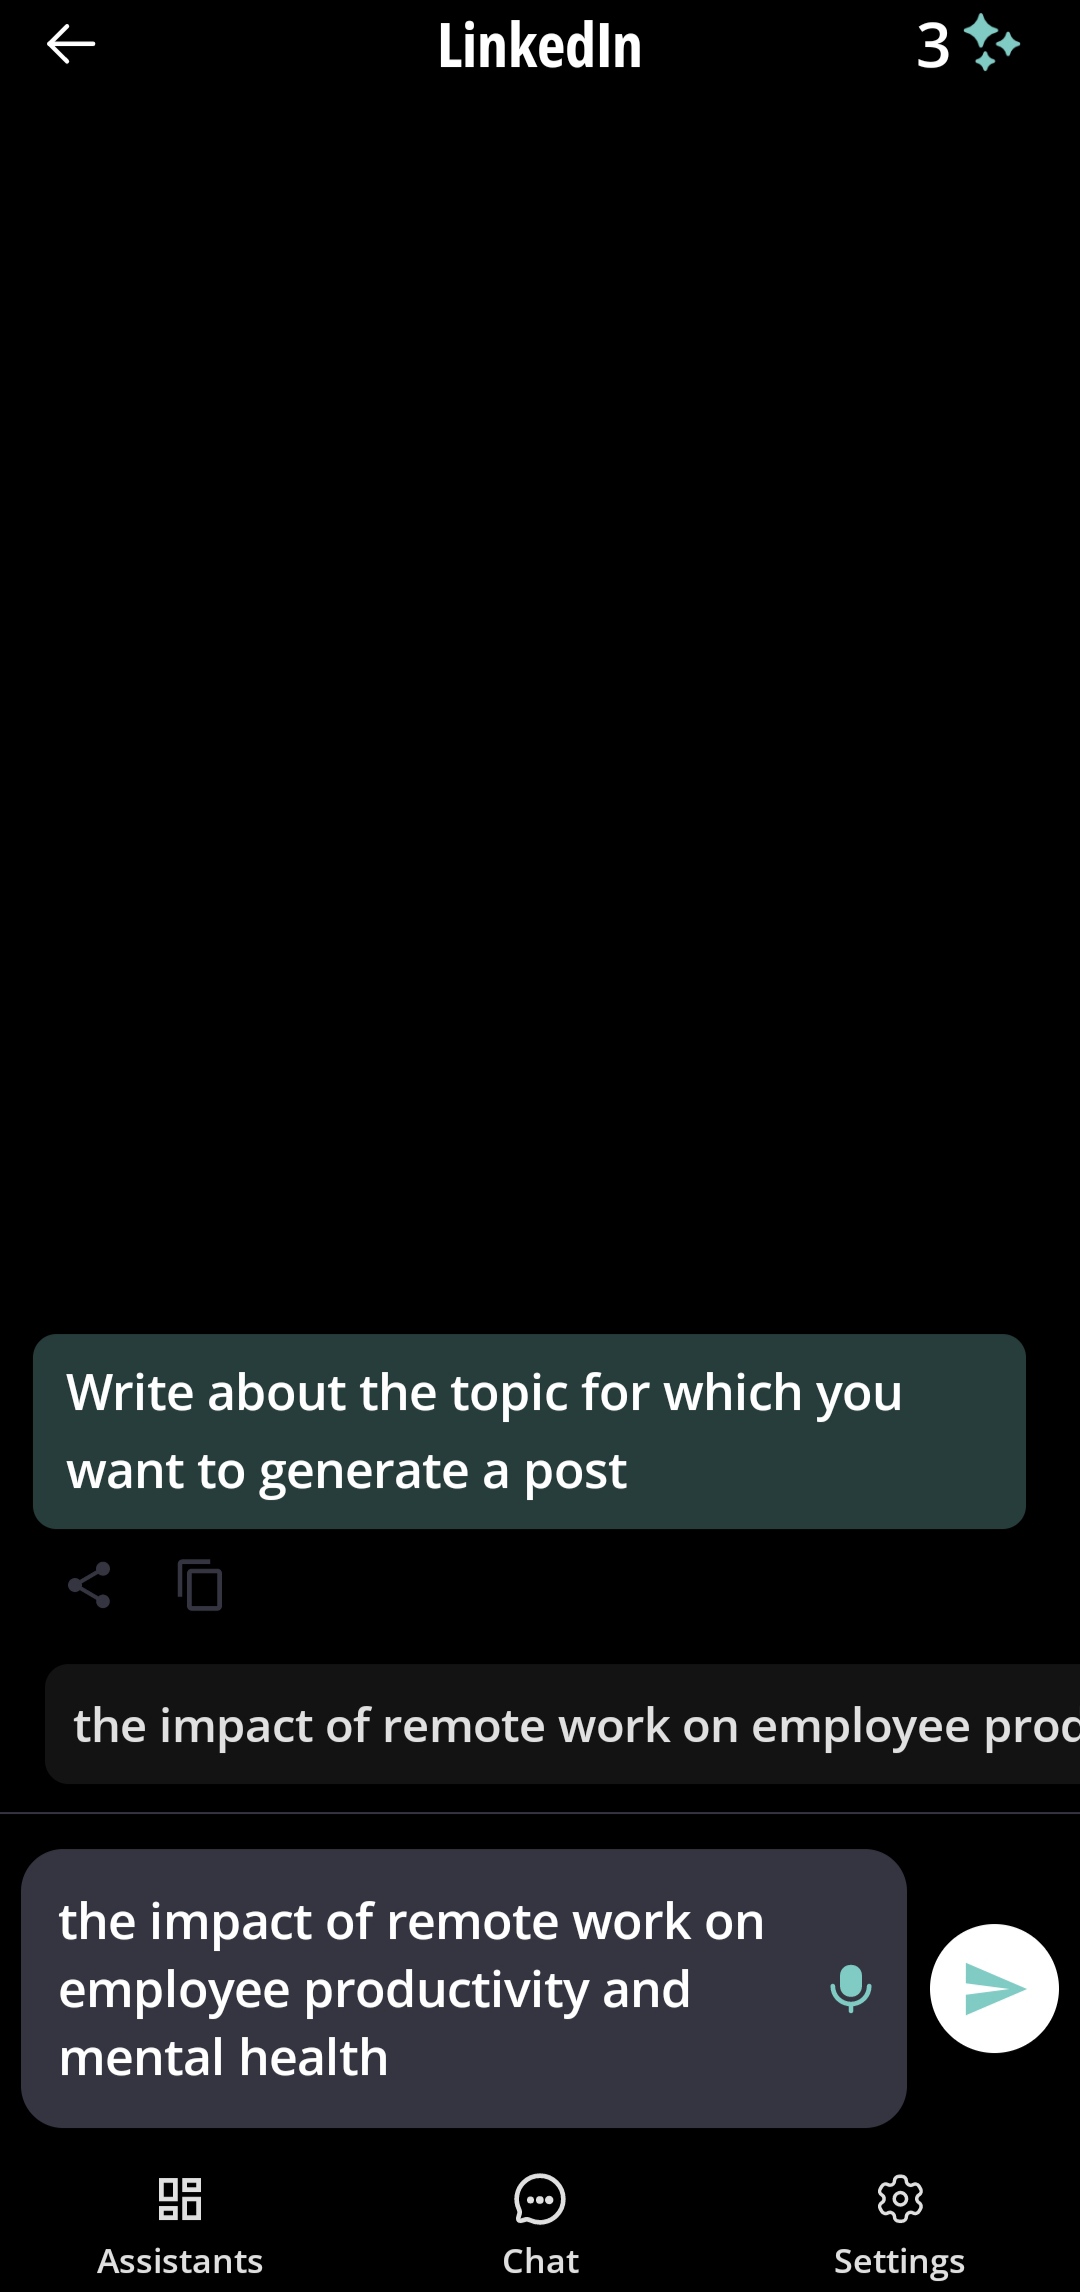 LinkedIn
3
Write about the topic for which you
want to generate a post
the impact of remote work on employee
the impact of remote work on
employee productivity and
mental health
Assistants
Chat
Settings